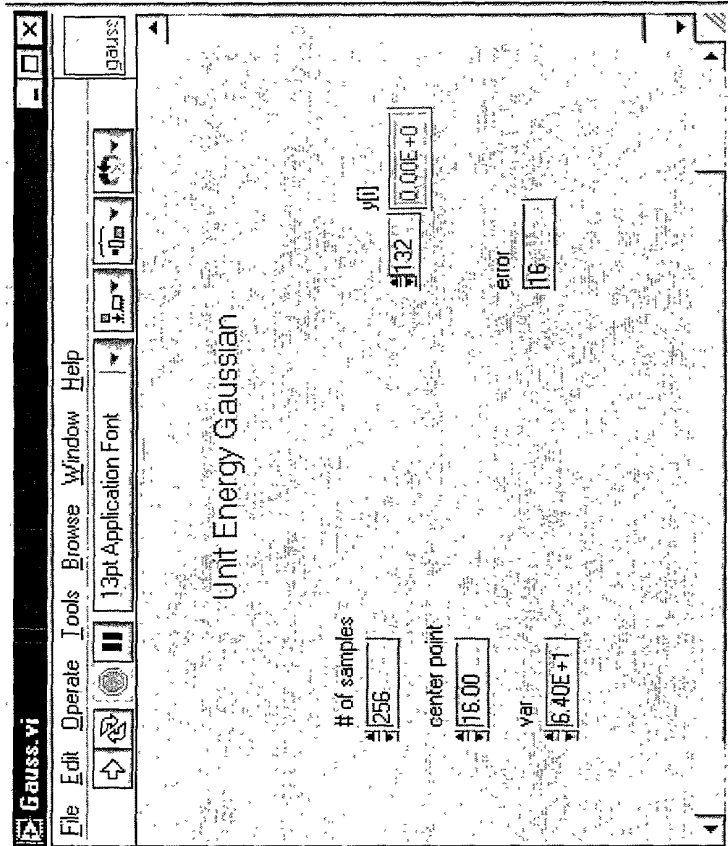 Gauss.vi
File Edit Operate Tools Browse Window Help
13pt Application Font
gauss
Unit Energy Gaussian
# of samples
256
center point
16.00
var
6.40E+1
y[i]
132
0.00E+0
error
16